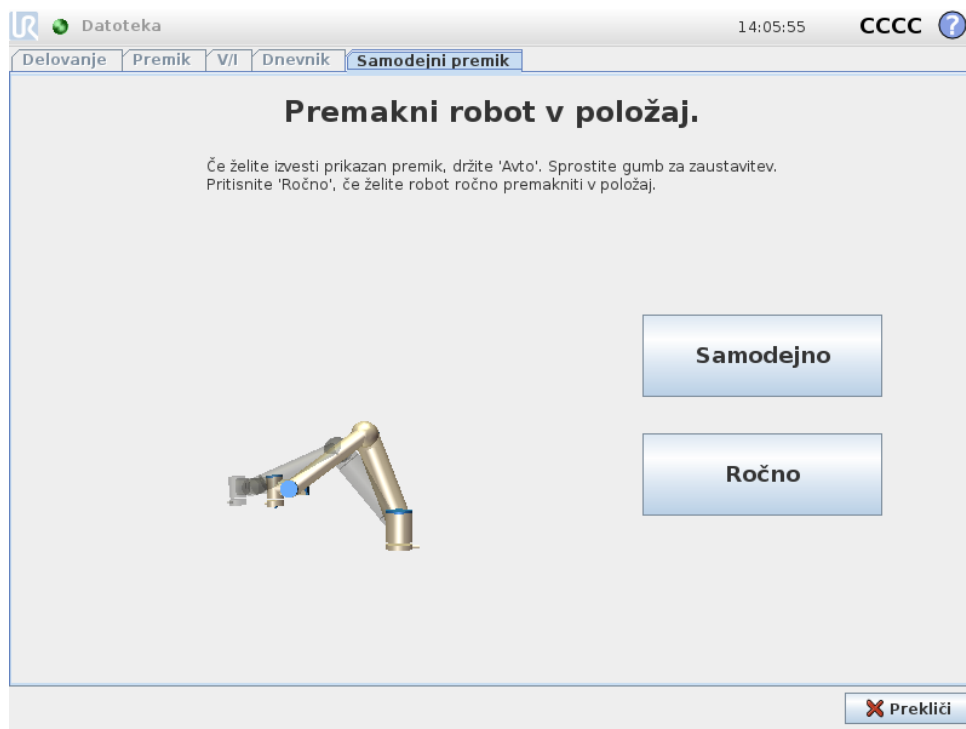 UR Datoteka 14:05:55 CCCC ?
Delovanje Premik V/I Dnevnik Samodejni premik
Premakni robot v položaj.
Če želite izvesti prikazan premik, držite 'Avto'. Sprostite gumb za zaustavitev.
Pritisnite 'Ročno', če želite robot ročno premakniti v položaj.
Samodejno
Ročno
Prekliči